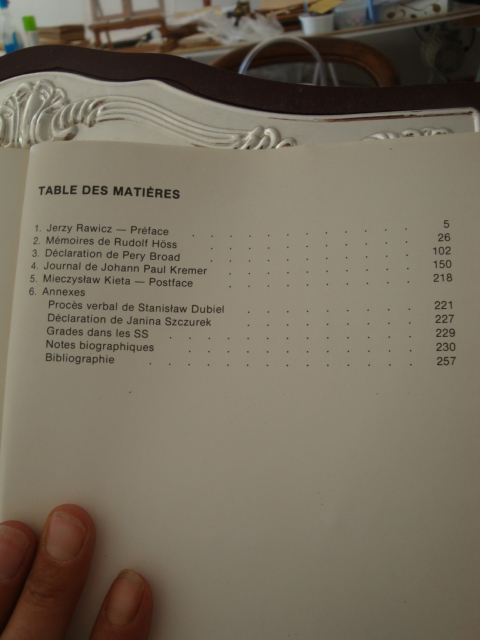 TABLE DES MATIÈRES
1. Jerzy Rawicz — Préface . . . . . . . . . . . 5
2. Mémoires de Rudolf Höss . . . . . . . . . . 26
3. Déclaration de Pery Broad . . . . . . . . . . 102
4. Journal de Johann Paul Kremer . . . . . . . . . 150
5. Mieczysław Kieta — Postface . . . . . . . . . 218
6. Annexes
Procès verbal de Stanisław Dubiel . . . . . . . . 221
Déclaration de Janina Szczurek . . . . . . . . . 227
Grades dans les SS . . . . . . . . . . . . 229
Notes biographiques . . . . . . . . . . . 230
Bibliographie . . . . . . . . . . . . . 257